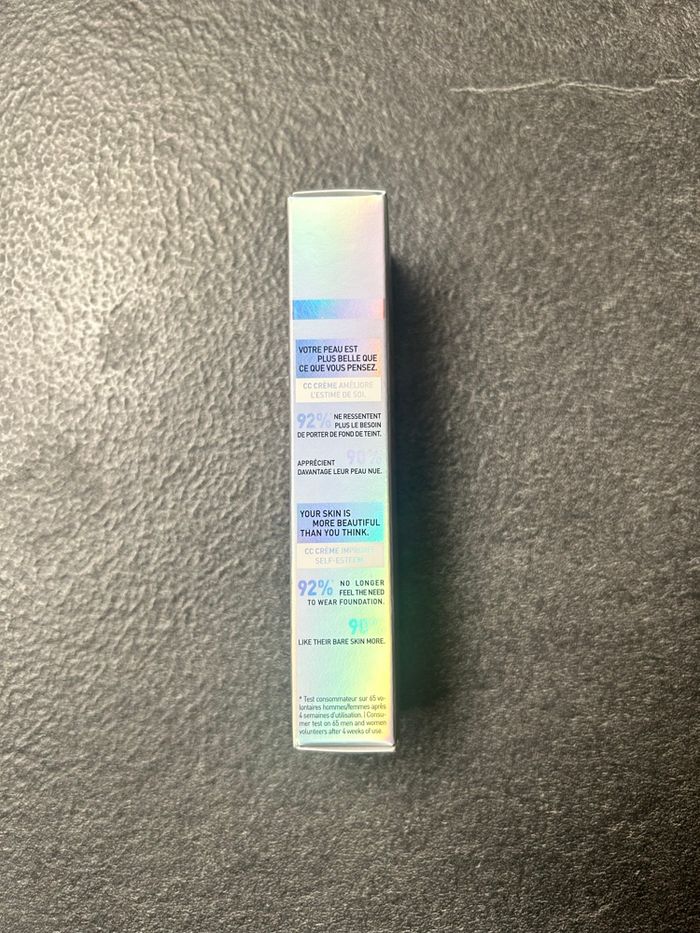 VOTRE PEAU EST
PLUS BELLE QUE
CE QUE VOUS PENSEZ.
CC CRÈME AMÉLIORE
L'ESTIME DE SOI.
92% NE RESSENTENT
PLUS LE BESOIN
DE PORTER DE FOND DE TEINT.
90%
APPRÉCIENT
DAVANTAGE LEUR PEAU NUE.
YOUR SKIN IS
MORE BEAUTIFUL
THAN YOU THINK.
CC CRÈME IMPROVES
SELF-ESTEEM.
92%* NO LONGER
FEEL THE NEED
TO WEAR FOUNDATION.
90%
LIKE THEIR BARE SKIN MORE.
* Test consommateur sur 65 vo-
lontaires hommes/femmes après
4 semaines d'utilisation. | Consu-
mer test on 65 men and women
volunteers after 4 weeks of use.